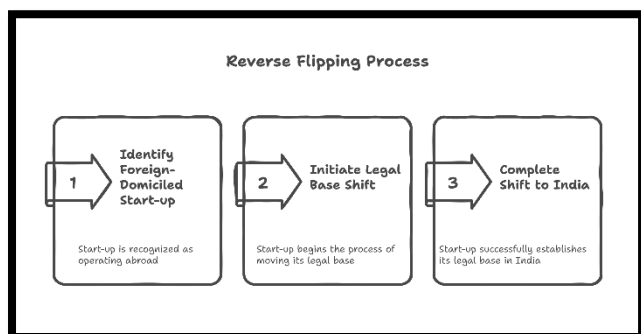 Reverse Flipping Process
1
Identify
Foreign-
Domiciled
Start-up
Start-up is recognized as
operating abroad
2
Initiate Legal
Base Shift
Start-up begins the process of
moving its legal base
3
Complete
Shift to India
Start-up successfully establishes
its legal base in India